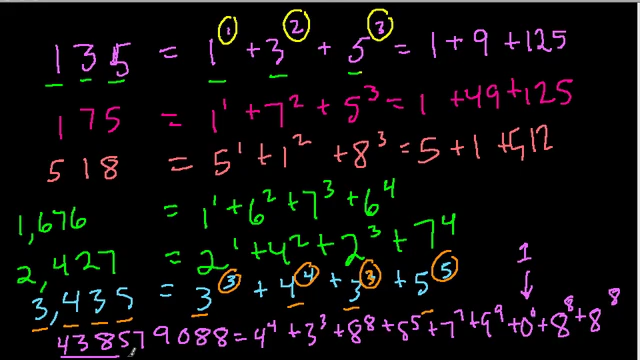 135 = 1¹ + 3² + 5³ = 1 + 9 + 125
175 = 1¹ + 7² + 5³ = 1 + 49 + 125
518 = 5¹ + 1² + 8³ = 5 + 1 + 512
1,676 = 1¹ + 6² + 7³ + 6⁴
2,427 = 2¹ + 4² + 2³ + 7⁴
1
3,435 = 3³ + 4⁴ + 3³ + 5⁵
438579088 = 4⁴ + 3³ + 8⁸ + 5⁵ + 7⁷ + 9⁹ + 0⁰ + 8⁸ + 8⁸